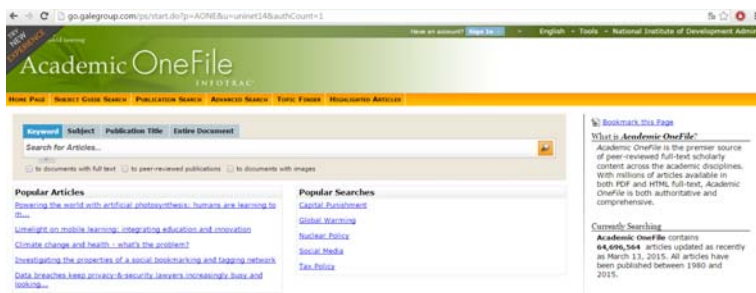 go.galegroup.com/ps/start.do?p=AONE&u=uninet14&authCount=1
TRY
NEW
EXPERIENCE
Have an account? Sign In
English - Tools - National Institute of Development Admin
Academic OneFile
INFOTRAC
HOME PAGE SUBJECT GUIDE SEARCH PUBLICATION SEARCH ADVANCED SEARCH TOPIC FINDER HIGHLIGHTED ARTICLES
Keyword Subject Publication Title Entire Document
Search for Articles...
to documents with full text to peer-reviewed publications to documents with images
Popular Articles
Powering the world with artificial photosynthesis: humans are learning to
m...
Limelight on mobile learning: integrating education and innovation
Climate change and health - what's the problem?
Investigating the properties of a social bookmarking and tagging network
Data breaches keep privacy & security lawyers increasingly busy and
looking...
Popular Searches
Capital Punishment
Global Warming
Nuclear Policy
Social Media
Tax Policy
Bookmark this Page
What is Academic OneFile?
Academic OneFile is the premier source
of peer-reviewed full-text scholarly
content across the academic disciplines.
With millions of articles available in
both PDF and HTML full-text, Academic
OneFile is both authoritative and
comprehensive.
Currently Searching
Academic OneFile contains
64,696,564 articles updated as recently
as March 13, 2015. All articles have
been published between 1980 and
2015.